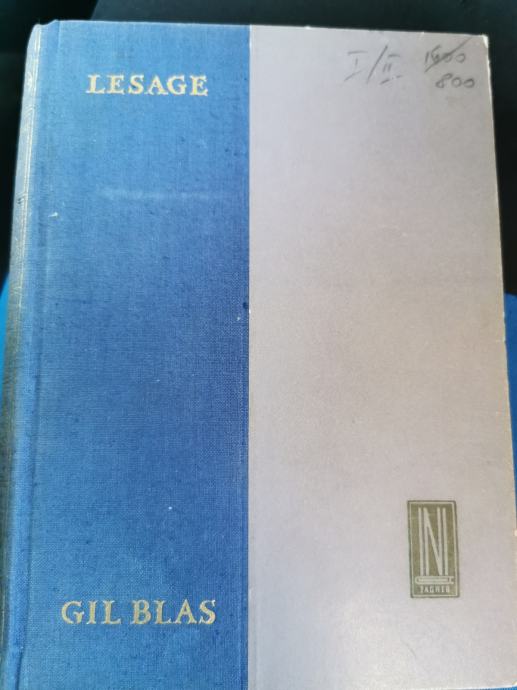 LESAGE
I/II 1600
800
GIL BLAS
ZAGREB